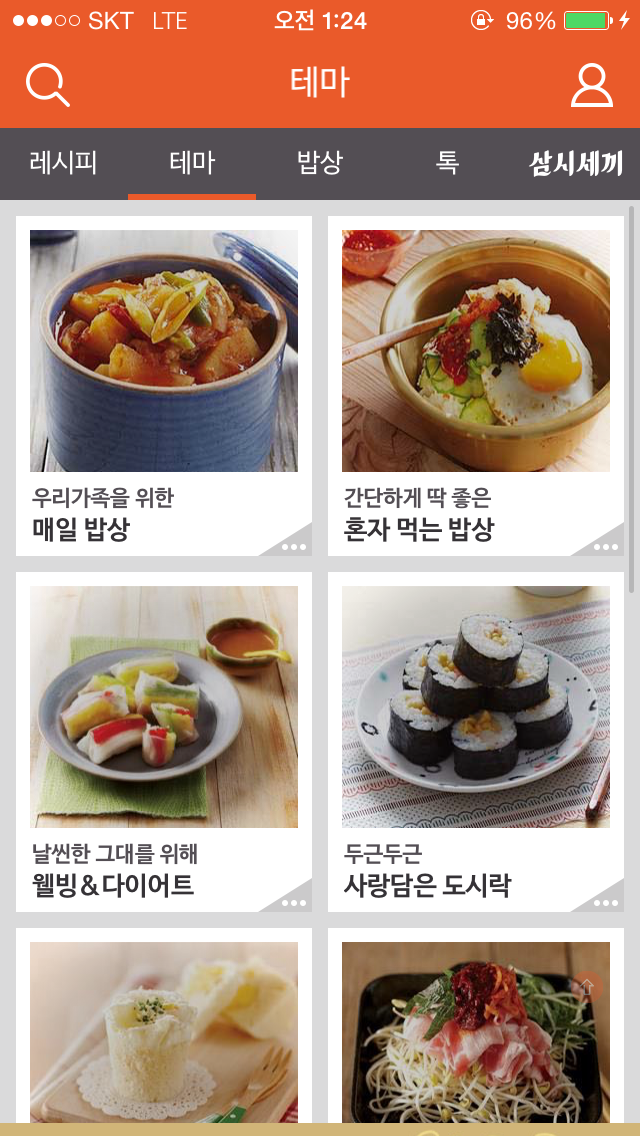 SKT LTE 오전 1:24 96%
테마
레시피 테마 밥상 톡 삼시세끼
우리가족을 위한
매일 밥상
간단하게 딱 좋은
혼자 먹는 밥상
날씬한 그대를 위해
웰빙&다이어트
두근두근
사랑담은 도시락